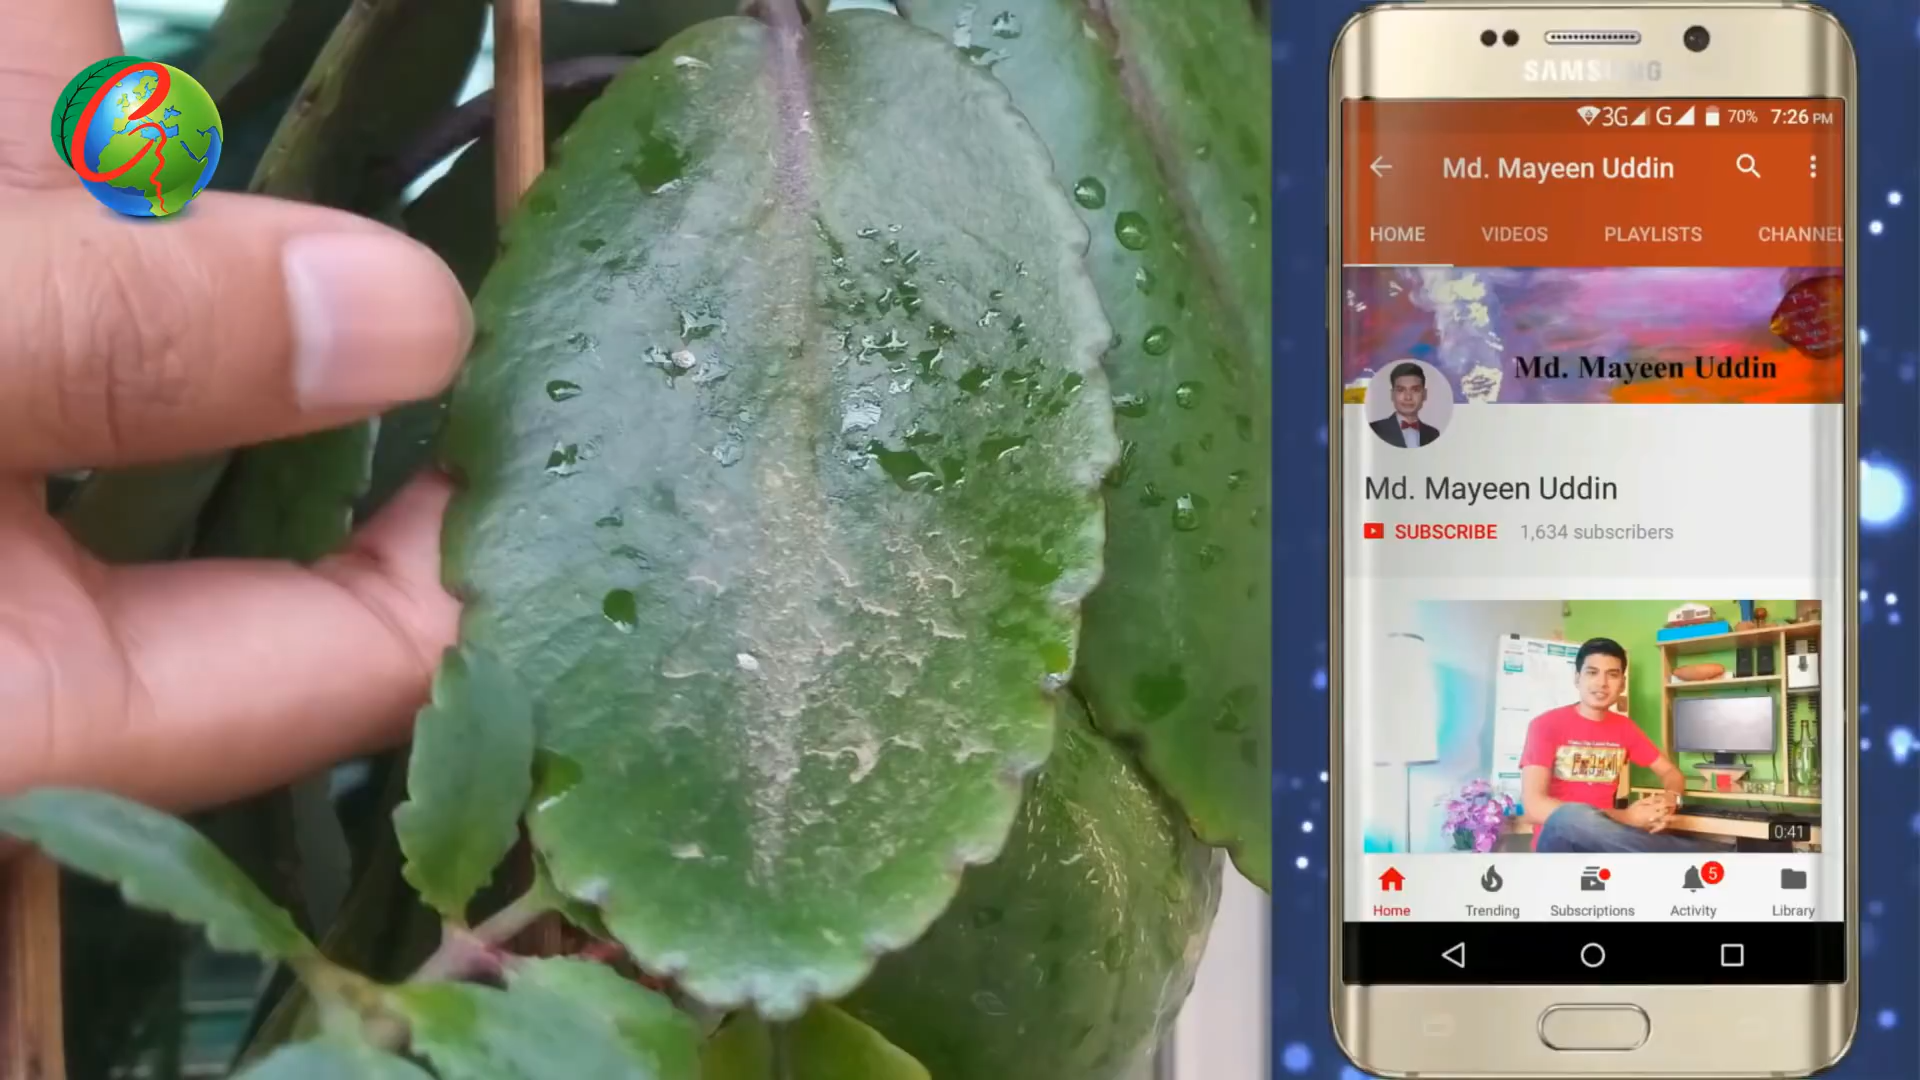 SAMSUNG
3G G 70% 7:26 PM
Md. Mayeen Uddin
HOME VIDEOS PLAYLISTS CHANNEL
Md. Mayeen Uddin
Md. Mayeen Uddin
SUBSCRIBE 1,634 subscribers
0:41
5
Home Trending Subscriptions Activity Library